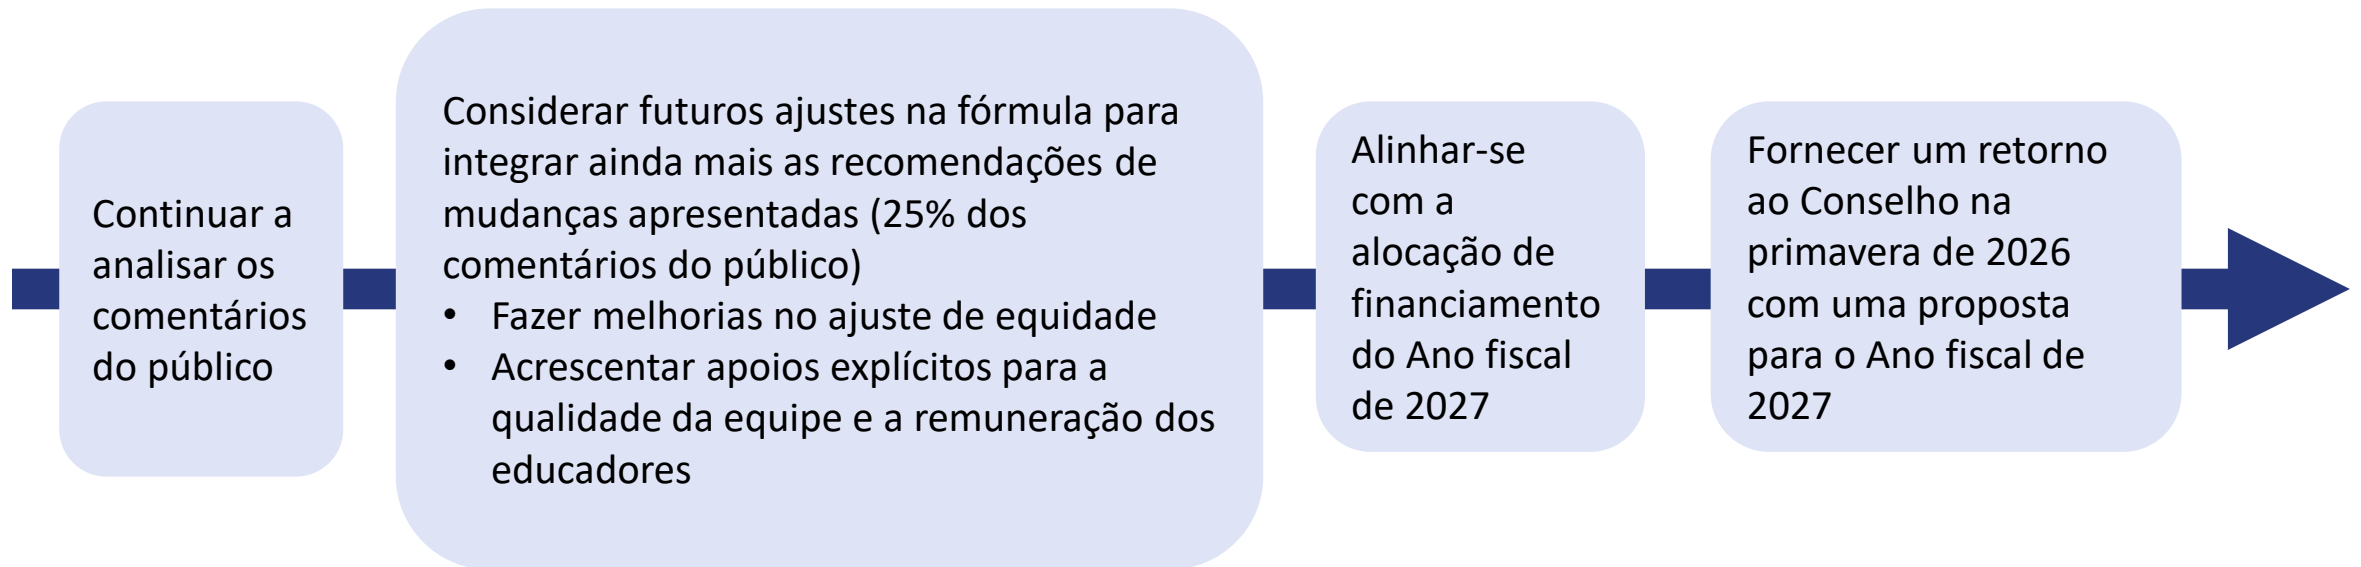 Continuar a
analisar os
comentários
do público
Considerar futuros ajustes na fórmula para
integrar ainda mais as recomendações de
mudanças apresentadas (25% dos
comentários do público)
• Fazer melhorias no ajuste de equidade
• Acrescentar apoios explícitos para a
qualidade da equipe e a remuneração dos
educadores
Alinhar-se
com a
alocação de
financiamento
do Ano fiscal
de 2027
Fornecer um retorno
ao Conselho na
primavera de 2026
com uma proposta
para o Ano fiscal de
2027